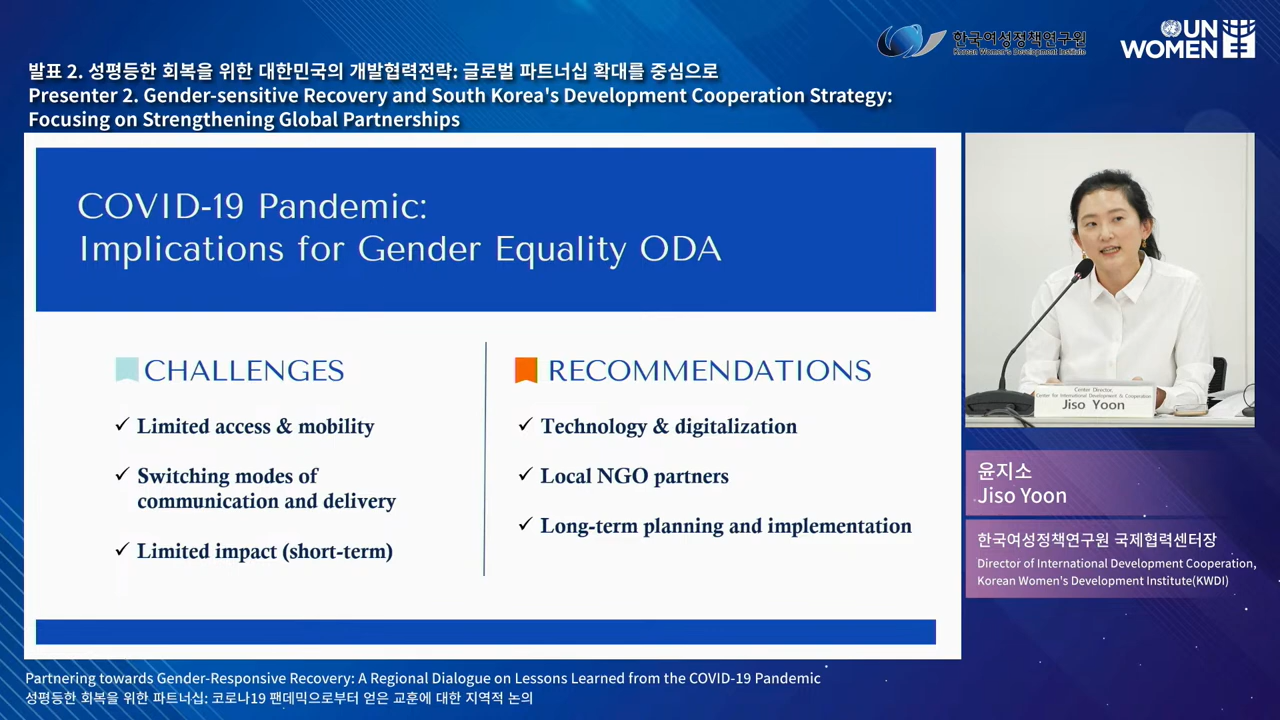 한국여성정책연구원
Korean Women's Development Institute
UN
WOMEN
발표 2. 성평등한 회복을 위한 대한민국의 개발협력전략: 글로벌 파트너십 확대를 중심으로
Presenter 2. Gender-sensitive Recovery and South Korea's Development Cooperation Strategy:
Focusing on Strengthening Global Partnerships
COVID-19 Pandemic:
Implications for Gender Equality ODA
CHALLENGES
✓ Limited access & mobility
✓ Switching modes of
communication and delivery
✓ Limited impact (short-term)
RECOMMENDATIONS
✓ Technology & digitalization
✓ Local NGO partners
✓ Long-term planning and implementation
Center Director,
Center for International Development & Cooperation
Jiso Yoon
윤지소
Jiso Yoon
한국여성정책연구원 국제협력센터장
Director of International Development Cooperation,
Korean Women's Development Institute(KWDI)
Partnering towards Gender-Responsive Recovery: A Regional Dialogue on Lessons Learned from the COVID-19 Pandemic
성평등한 회복을 위한 파트너십: 코로나19 팬데믹으로부터 얻은 교훈에 대한 지역적 논의